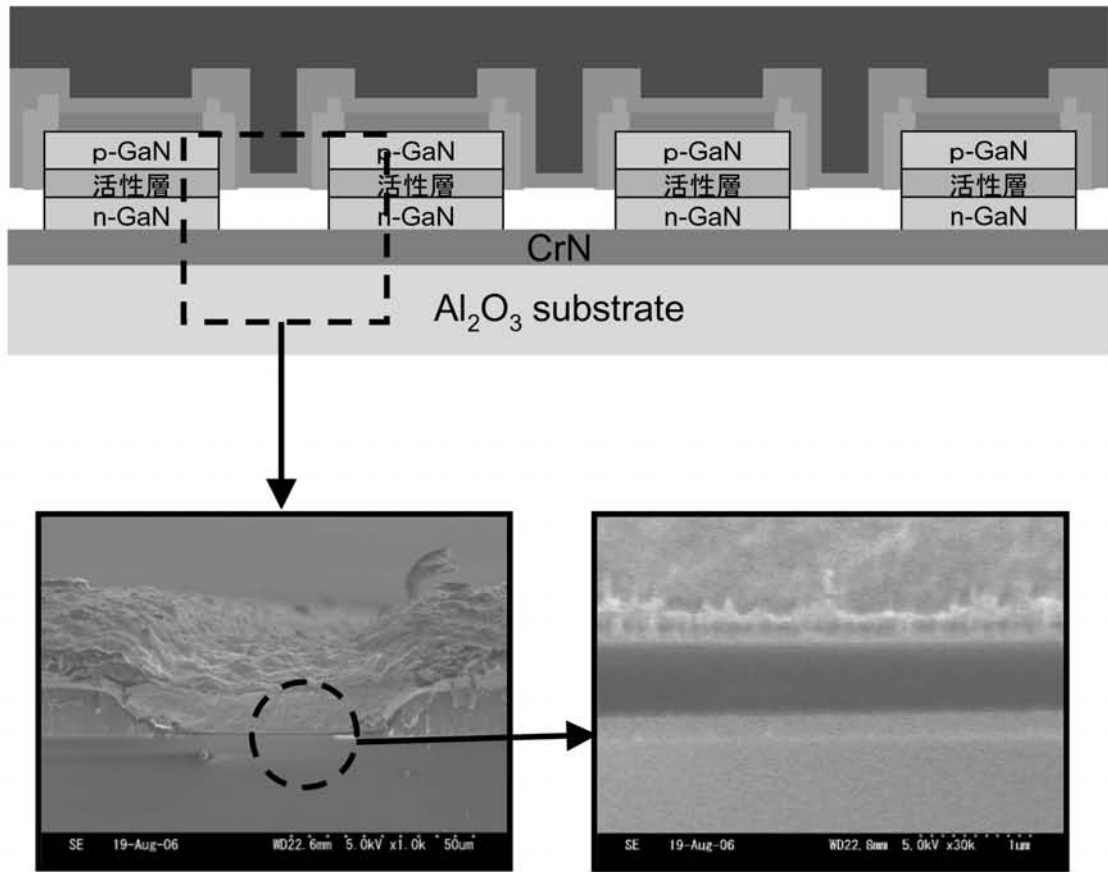 p-GaN p-GaN p-GaN p-GaN
活性層 活性層 活性層 活性層
n-GaN n-GaN n-GaN n-GaN
CrN
Al₂O₃ substrate
SE 19-Aug-06 WD22.6mm 5.0kV x1.0k 50um
SE 19-Aug-06 WD22.8mm 5.0kV x30k 1um